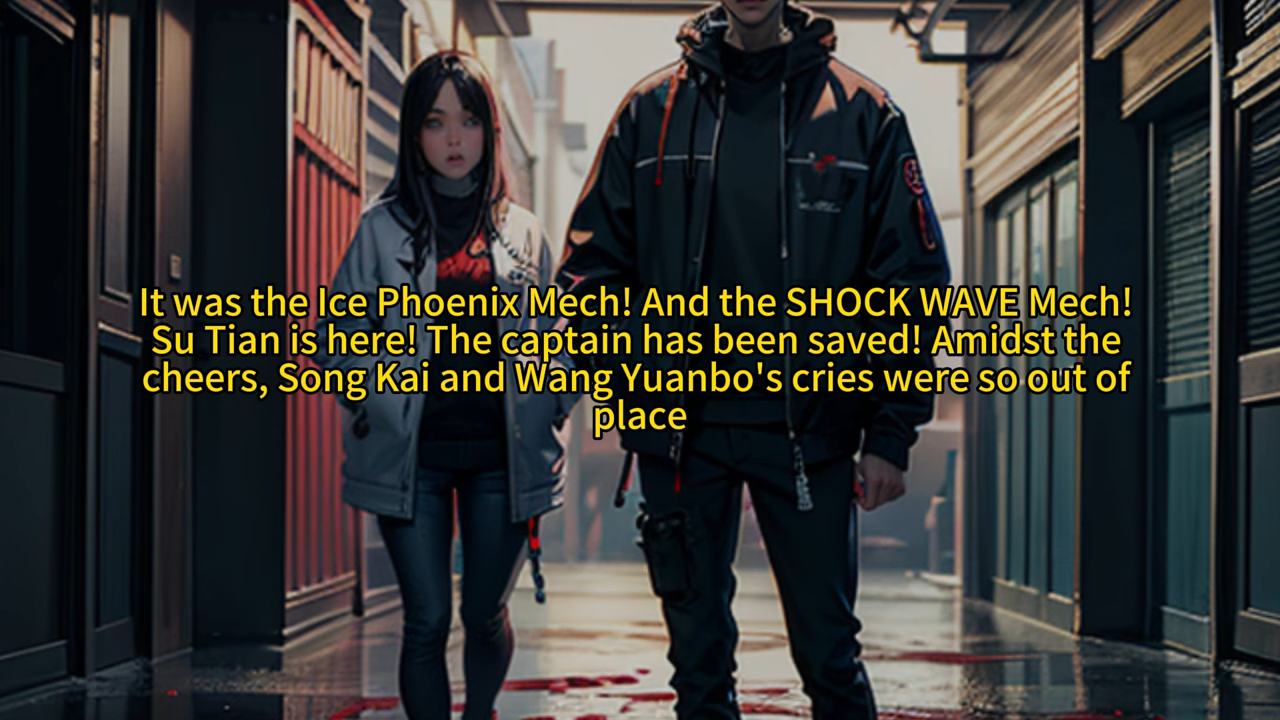 It was the Ice Phoenix Mech! And the SHOCK WAVE Mech!
Su Tian is here! The captain has been saved! Amidst the
cheers, Song Kai and Wang Yuanbo's cries were so out of
place